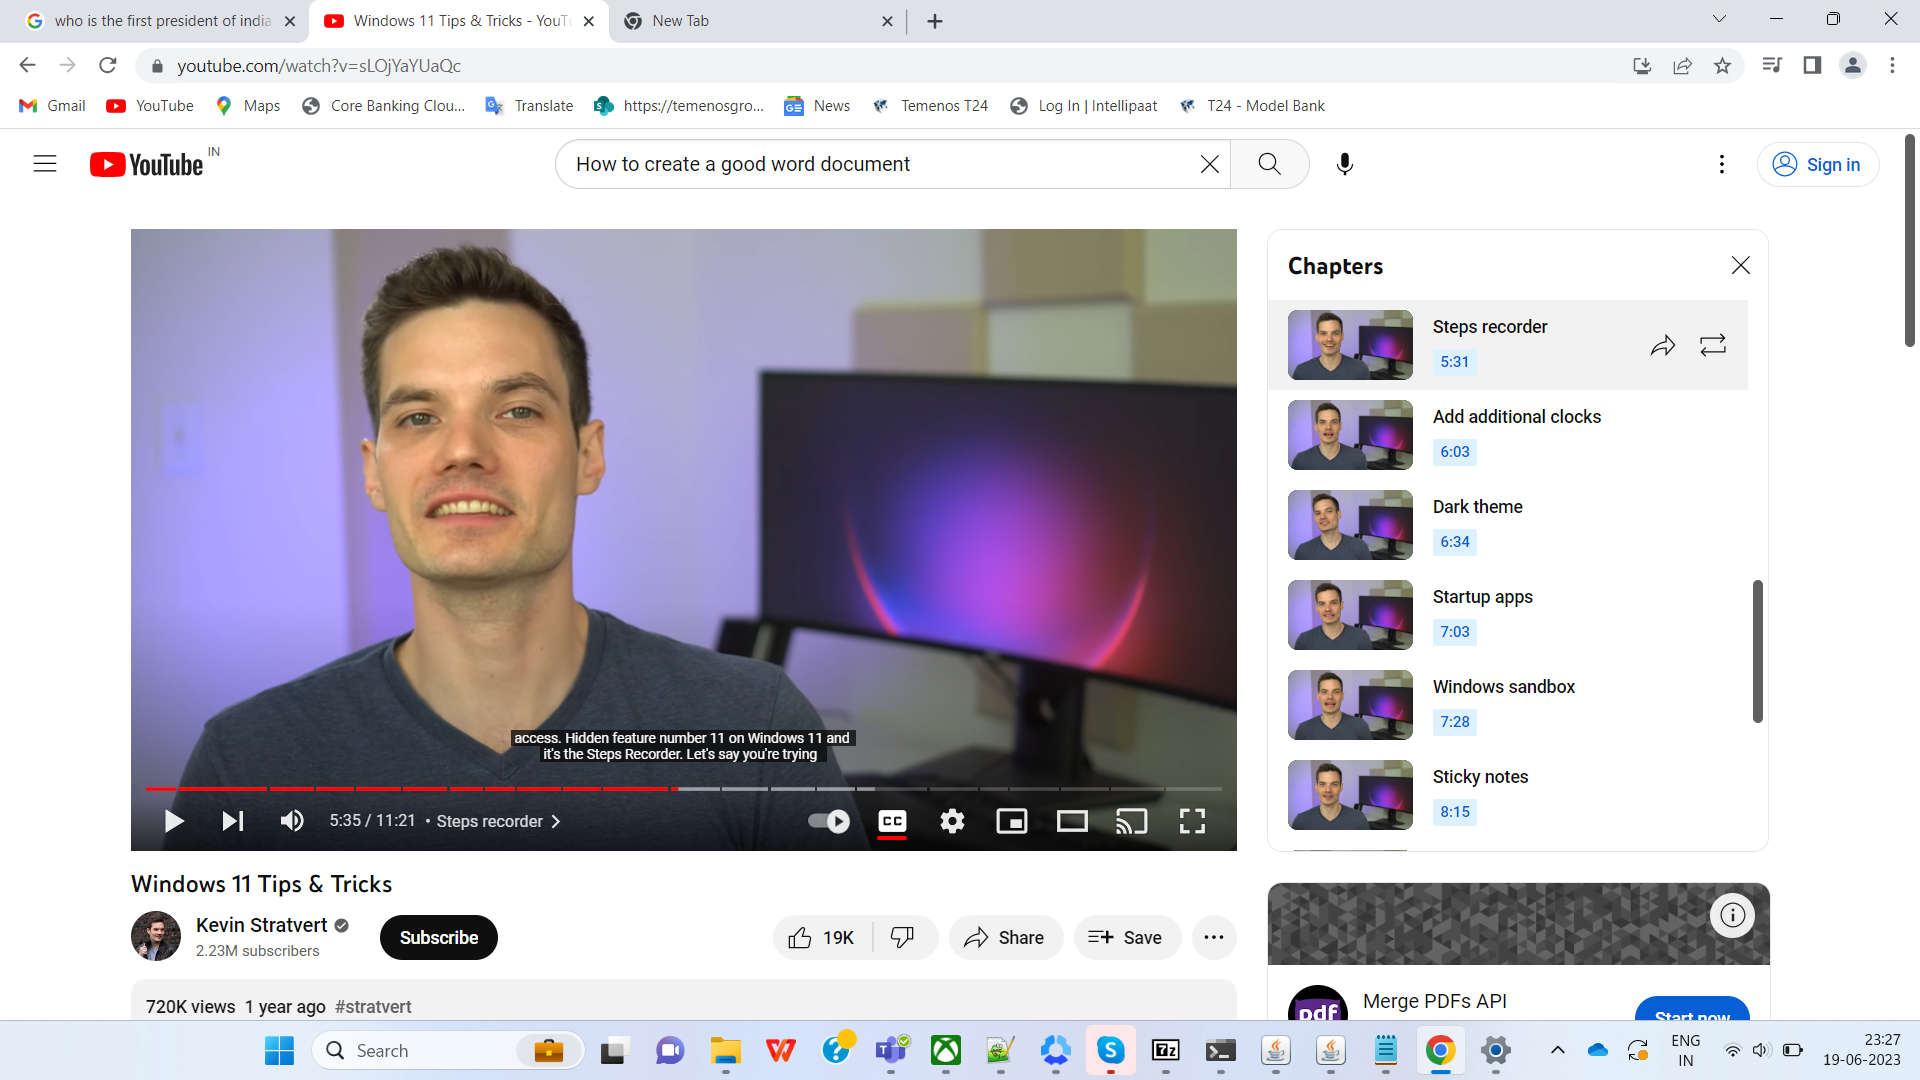 who is the first president of india
Windows 11 Tips & Tricks - YouTu
New Tab
youtube.com/watch?v=sLOjYaYUaQc
Gmail
YouTube
Maps
Core Banking Clou...
Translate
https://temenosgro...
News
Temenos T24
Log In | Intellipaat
T24 - Model Bank
YouTube IN
How to create a good word document
Sign in
Chapters
Steps recorder
5:31
Add additional clocks
6:03
Dark theme
6:34
Startup apps
7:03
Windows sandbox
7:28
Sticky notes
8:15
access. Hidden feature number 11 on Windows 11 and
it's the Steps Recorder. Let's say you're trying
5:35 / 11:21 • Steps recorder
CC
Windows 11 Tips & Tricks
Kevin Stratvert
2.23M subscribers
Subscribe
19K
Share
Save
720K views 1 year ago #stratvert
pdf
Merge PDFs API
Start now
Search
ENG
IN
23:27
19-06-2023